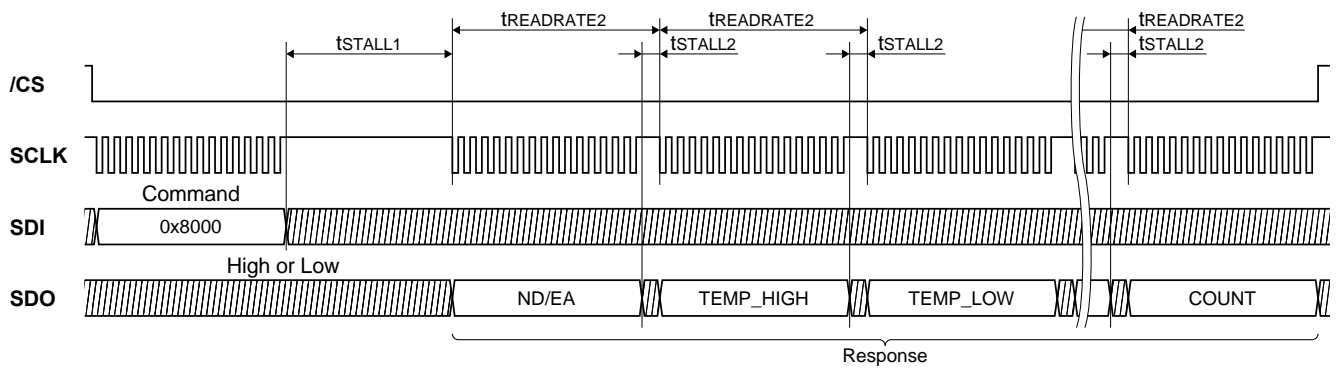 tREADRATE2 tREADRATE2 tREADRATE2
tSTALL1 tSTALL2 tSTALL2 tSTALL2
/CS
SCLK
Command
SDI 0x8000
High or Low
SDO ND/EA TEMP_HIGH TEMP_LOW COUNT
Response